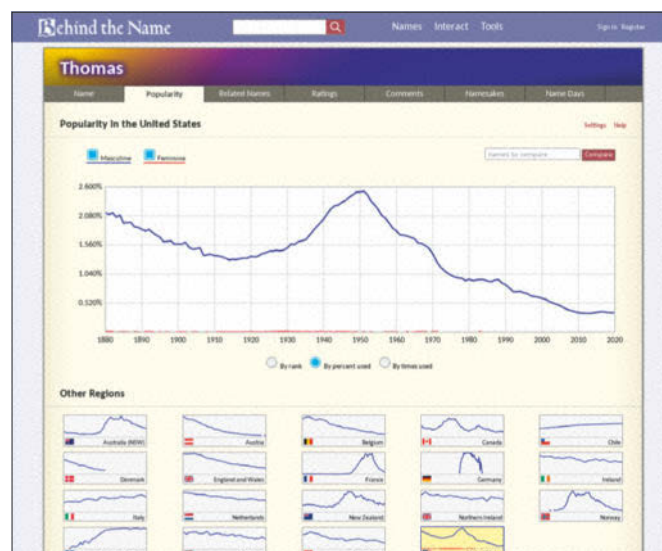 Behind the Name
Names Interact Tools
Sign In Register
Thomas
Name Popularity Related Names Ratings Comments Namesakes Name Days
Popularity in the United States
Settings Help
Masculine Feminine
names to compare Compare
2.600%
2.080%
1.560%
1.040%
0.520%
1880 1890 1900 1910 1920 1930 1940 1950 1960 1970 1980 1990 2000 2010 2020
By rank By percent used By times used
Other Regions
Australia (NSW) Austria Belgium Canada Chile
Denmark England and Wales France Germany Ireland
Italy Netherlands New Zealand Northern Ireland Norway